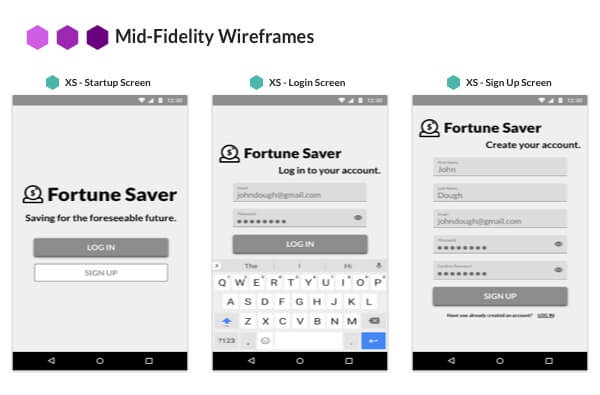 Mid-Fidelity Wireframes
XS - Startup Screen
12:30
Fortune Saver
Saving for the foreseeable future.
LOG IN
SIGN UP
XS - Login Screen
12:30
Fortune Saver
Log in to your account.
Email
johndough@gmail.com
Password
LOG IN
The I Hi
Q W E R T Y U I O P
A S D F G H J K L
Z X C V B N M
?123 , .
XS - Sign Up Screen
12:30
Fortune Saver
Create your account.
First Name
John
Last Name
Dough
Email
johndough@gmail.com
Password
Confirm Password
SIGN UP
Have you already created an account? LOG IN